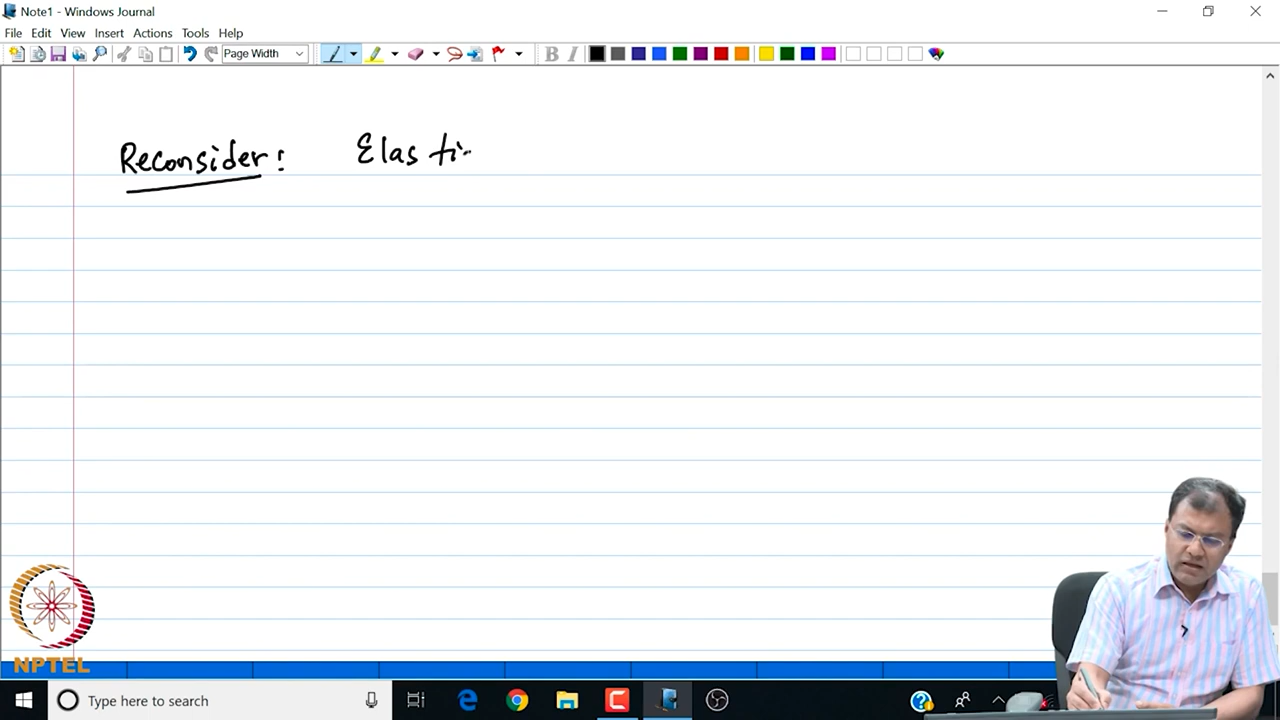 Note1 - Windows Journal
File Edit View Insert Actions Tools Help
Page Width B I
Reconsider: Elasti
NPTEL
Type here to search